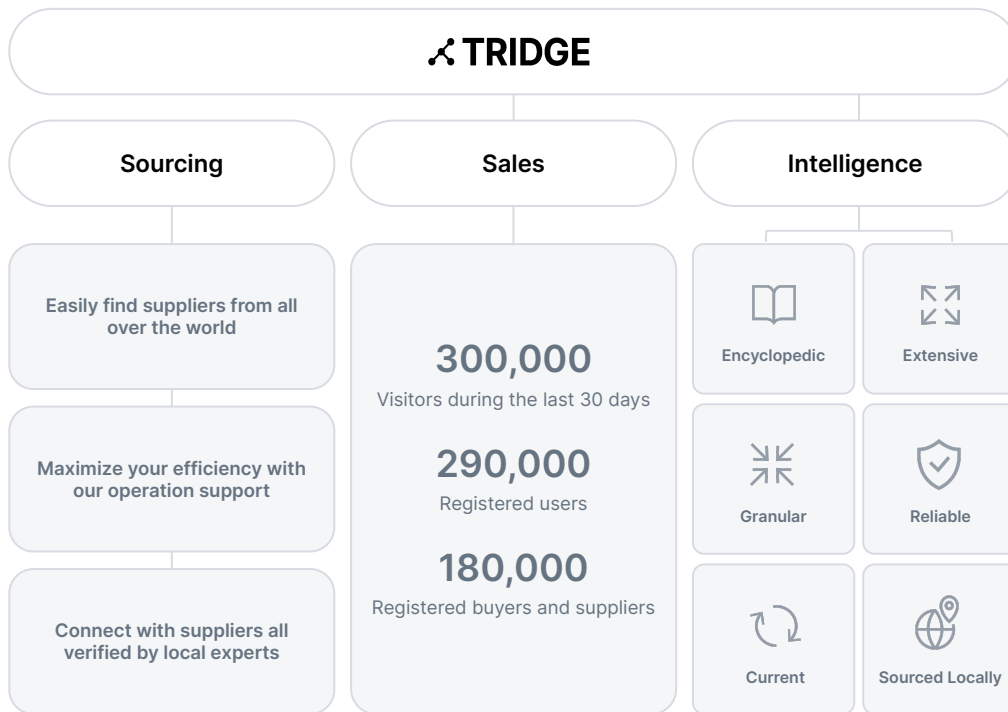 TRIDGE
Sourcing
Easily find suppliers from all
over the world
Maximize your efficiency with
our operation support
Connect with suppliers all
verified by local experts
Sales
300,000
Visitors during the last 30 days
290,000
Registered users
180,000
Registered buyers and suppliers
Intelligence
Encyclopedic
Extensive
Granular
Reliable
Current
Sourced Locally